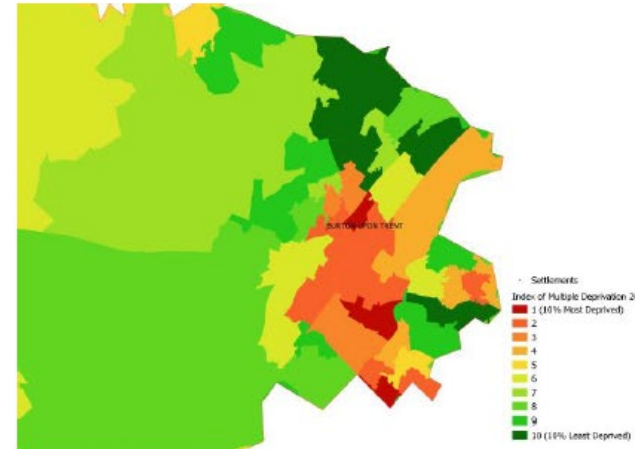 BURTON UPON TRENT
Settlements
Index of Multiple Deprivation 2
1 (10% Most Deprived)
2
3
4
5
6
7
8
9
10 (10% Least Deprived)